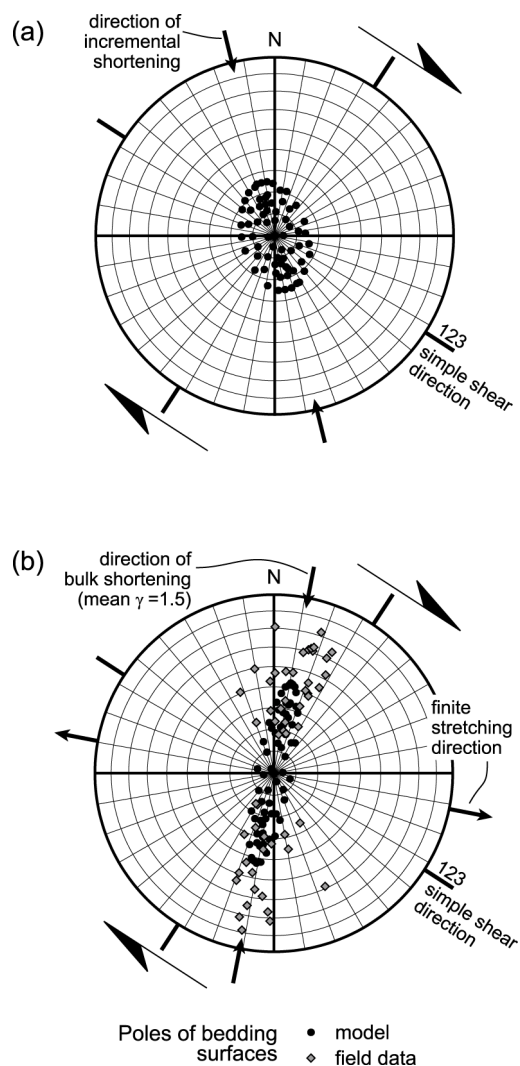 (a)
direction of
incremental
shortening
N
123
simple shear
direction
(b)
direction of
bulk shortening
(mean γ =1.5)
N
finite
stretching
direction
123
simple shear
direction
Poles of bedding
surfaces
model
field data